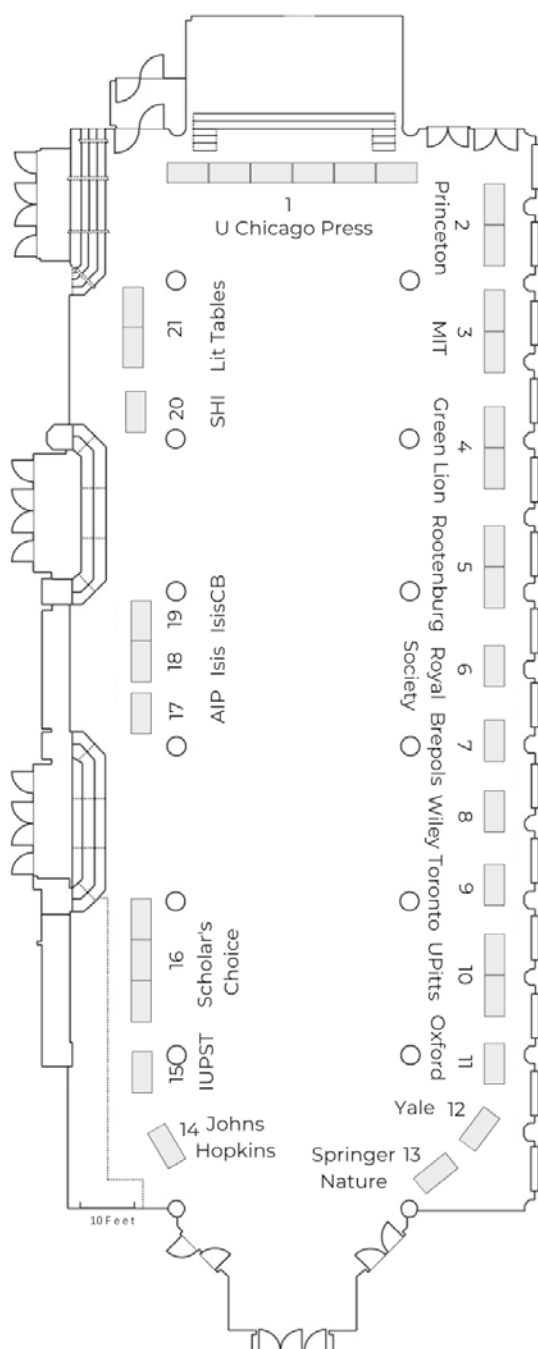 1
U Chicago Press
2
Princeton
3
MIT
4
Green Lion
5
Rootenburg
6
Royal
Society
7
Brepols
8
Wiley
9
Toronto
10
UPitts
11
Oxford
Yale 12
Springer 13
Nature
14 Johns
Hopkins
15
IUPST
16
Scholar's
Choice
17
AIP
18
Isis
19
IsisCB
20
SHI
21
Lit Tables
10 Feet